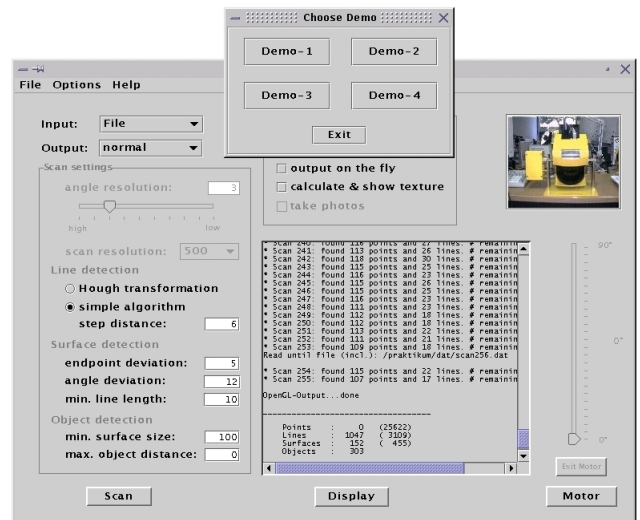 Choose Demo
Demo-1 Demo-2
Demo-3 Demo-4
Exit
File Options Help
Input: File
Output: normal
Scan settings
angle resolution: 3
high low
scan resolution: 500
Line detection
Hough transformation
simple algorithm
step distance: 6
Surface detection
endpoint deviation: 5
angle deviation: 12
min. line length: 10
Object detection
min. surface size: 100
max. object distance: 0
output on the fly
calculate & show texture
take photos
* Scan 240: found 116 points and 27 lines. # remainin
* Scan 241: found 113 points and 26 lines. # remainin
* Scan 242: found 118 points and 30 lines. # remainin
* Scan 243: found 115 points and 25 lines. # remainin
* Scan 244: found 116 points and 23 lines. # remainin
* Scan 245: found 115 points and 26 lines. # remainin
* Scan 246: found 115 points and 25 lines. # remainin
* Scan 247: found 116 points and 23 lines. # remainin
* Scan 248: found 111 points and 23 lines. # remainin
* Scan 249: found 112 points and 18 lines. # remainin
* Scan 250: found 112 points and 18 lines. # remainin
* Scan 251: found 113 points and 22 lines. # remainin
* Scan 252: found 111 points and 22 lines. # remainin
* Scan 253: found 109 points and 18 lines. # remainin
Read until file (incl.): /praktikum/dat/scan256.dat
* Scan 254: found 115 points and 22 lines. # remainin
* Scan 255: found 107 points and 17 lines. # remainin
OpenGL-Output...done
Points : 0 (25622)
Lines : 1047 ( 3109)
Surfaces : 152 ( 455)
Objects : 303
90°
0°
0°
Exit Motor
Scan Display Motor